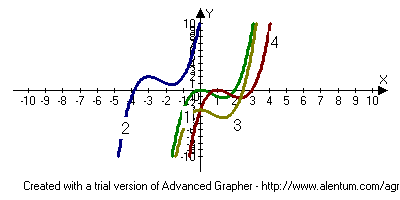 Y
10
4
X
-10 -9 -8 -7 -6 -5 -4 -3 -2 -1 1 2 3 4 5 6 7 8 9 10
2
3
Created with a trial version of Advanced Grapher - http://www.alentum.com/agr